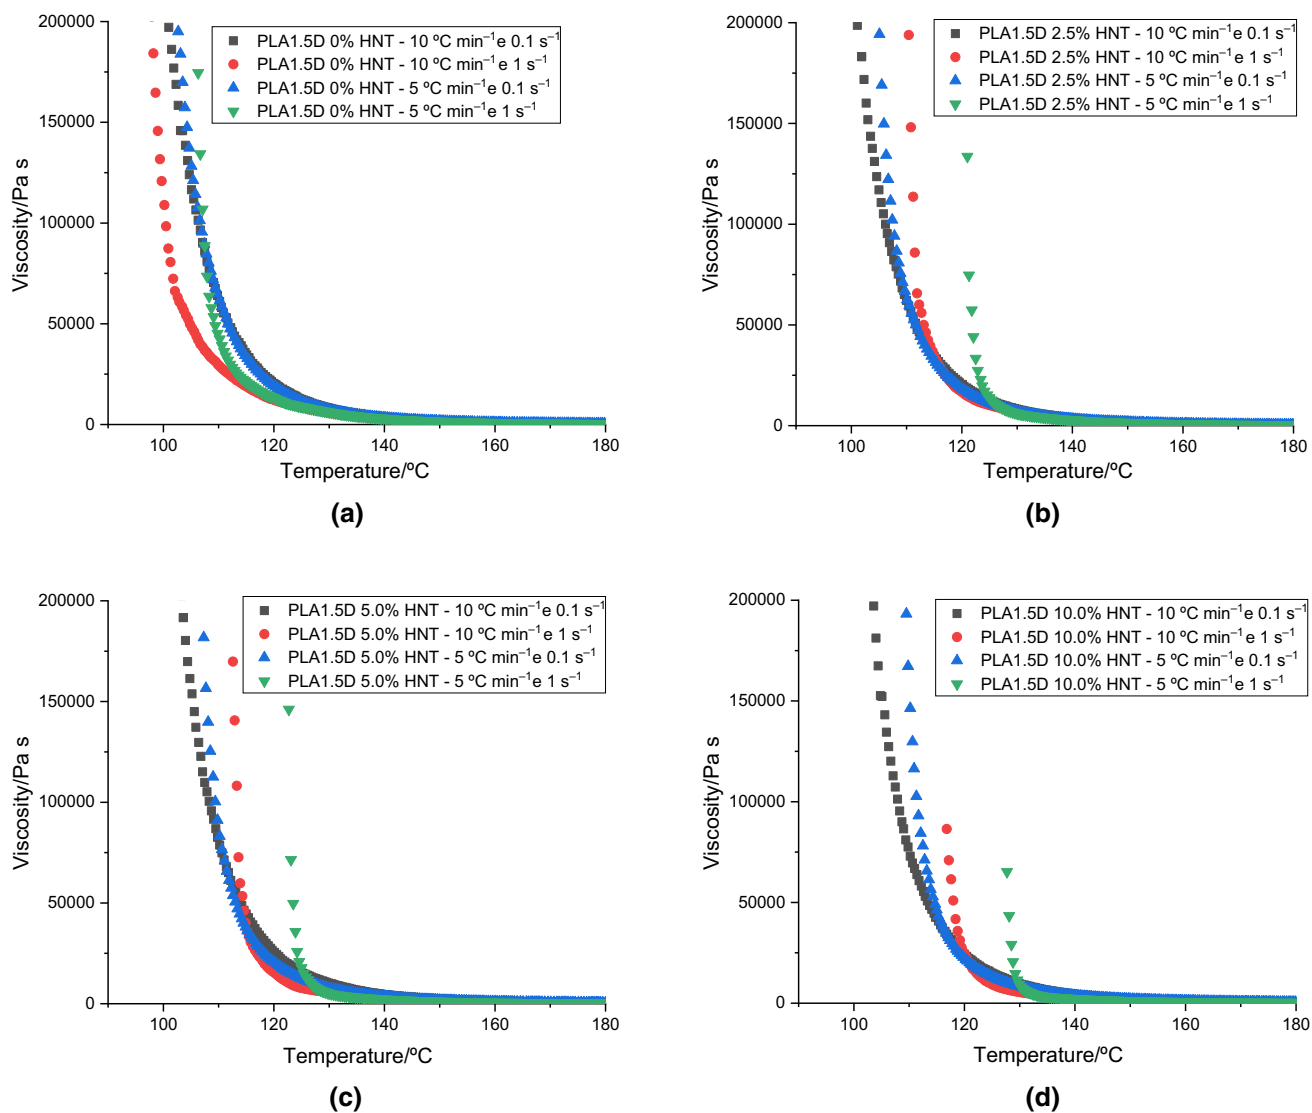 200000
150000
100000
50000
0
Viscosity/Pa s
PLA1.5D 0% HNT - 10 ºC min⁻¹e 0.1 s⁻¹
PLA1.5D 0% HNT - 10 ºC min⁻¹e 1 s⁻¹
PLA1.5D 0% HNT - 5 ºC min⁻¹e 0.1 s⁻¹
PLA1.5D 0% HNT - 5 ºC min⁻¹e 1 s⁻¹
100 120 140 160 180
Temperature/ºC
(a)
200000
150000
100000
50000
0
Viscosity/Pa s
PLA1.5D 2.5% HNT - 10 ºC min⁻¹e 0.1 s⁻¹
PLA1.5D 2.5% HNT - 10 ºC min⁻¹e 1 s⁻¹
PLA1.5D 2.5% HNT - 5 ºC min⁻¹e 0.1 s⁻¹
PLA1.5D 2.5% HNT - 5 ºC min⁻¹e 1 s⁻¹
100 120 140 160 180
Temperature/ºC
(b)
200000
150000
100000
50000
0
Viscosity/Pa s
PLA1.5D 5.0% HNT - 10 ºC min⁻¹e 0.1 s⁻¹
PLA1.5D 5.0% HNT - 10 ºC min⁻¹e 1 s⁻¹
PLA1.5D 5.0% HNT - 5 ºC min⁻¹e 0.1 s⁻¹
PLA1.5D 5.0% HNT - 5 ºC min⁻¹e 1 s⁻¹
100 120 140 160 180
Temperature/ºC
(c)
200000
150000
100000
50000
0
Viscosity/Pa s
PLA1.5D 10.0% HNT - 10 ºC min⁻¹e 0.1 s⁻¹
PLA1.5D 10.0% HNT - 10 ºC min⁻¹e 1 s⁻¹
PLA1.5D 10.0% HNT - 5 ºC min⁻¹e 0.1 s⁻¹
PLA1.5D 10.0% HNT - 5 ºC min⁻¹e 1 s⁻¹
100 120 140 160 180
Temperature/ºC
(d)